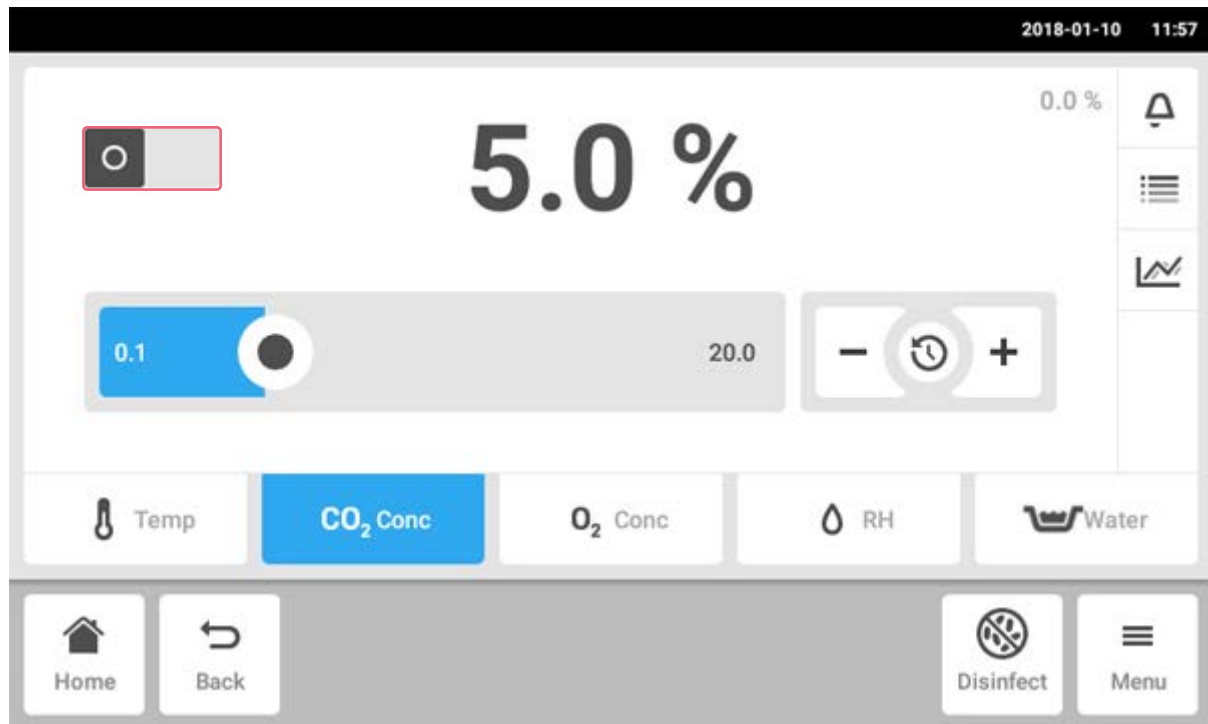 2018-01-10 11:57
0.0 %
5.0 %
0.1
20.0
Temp
CO₂ Conc
O₂ Conc
RH
Water
Home
Back
Disinfect
Menu